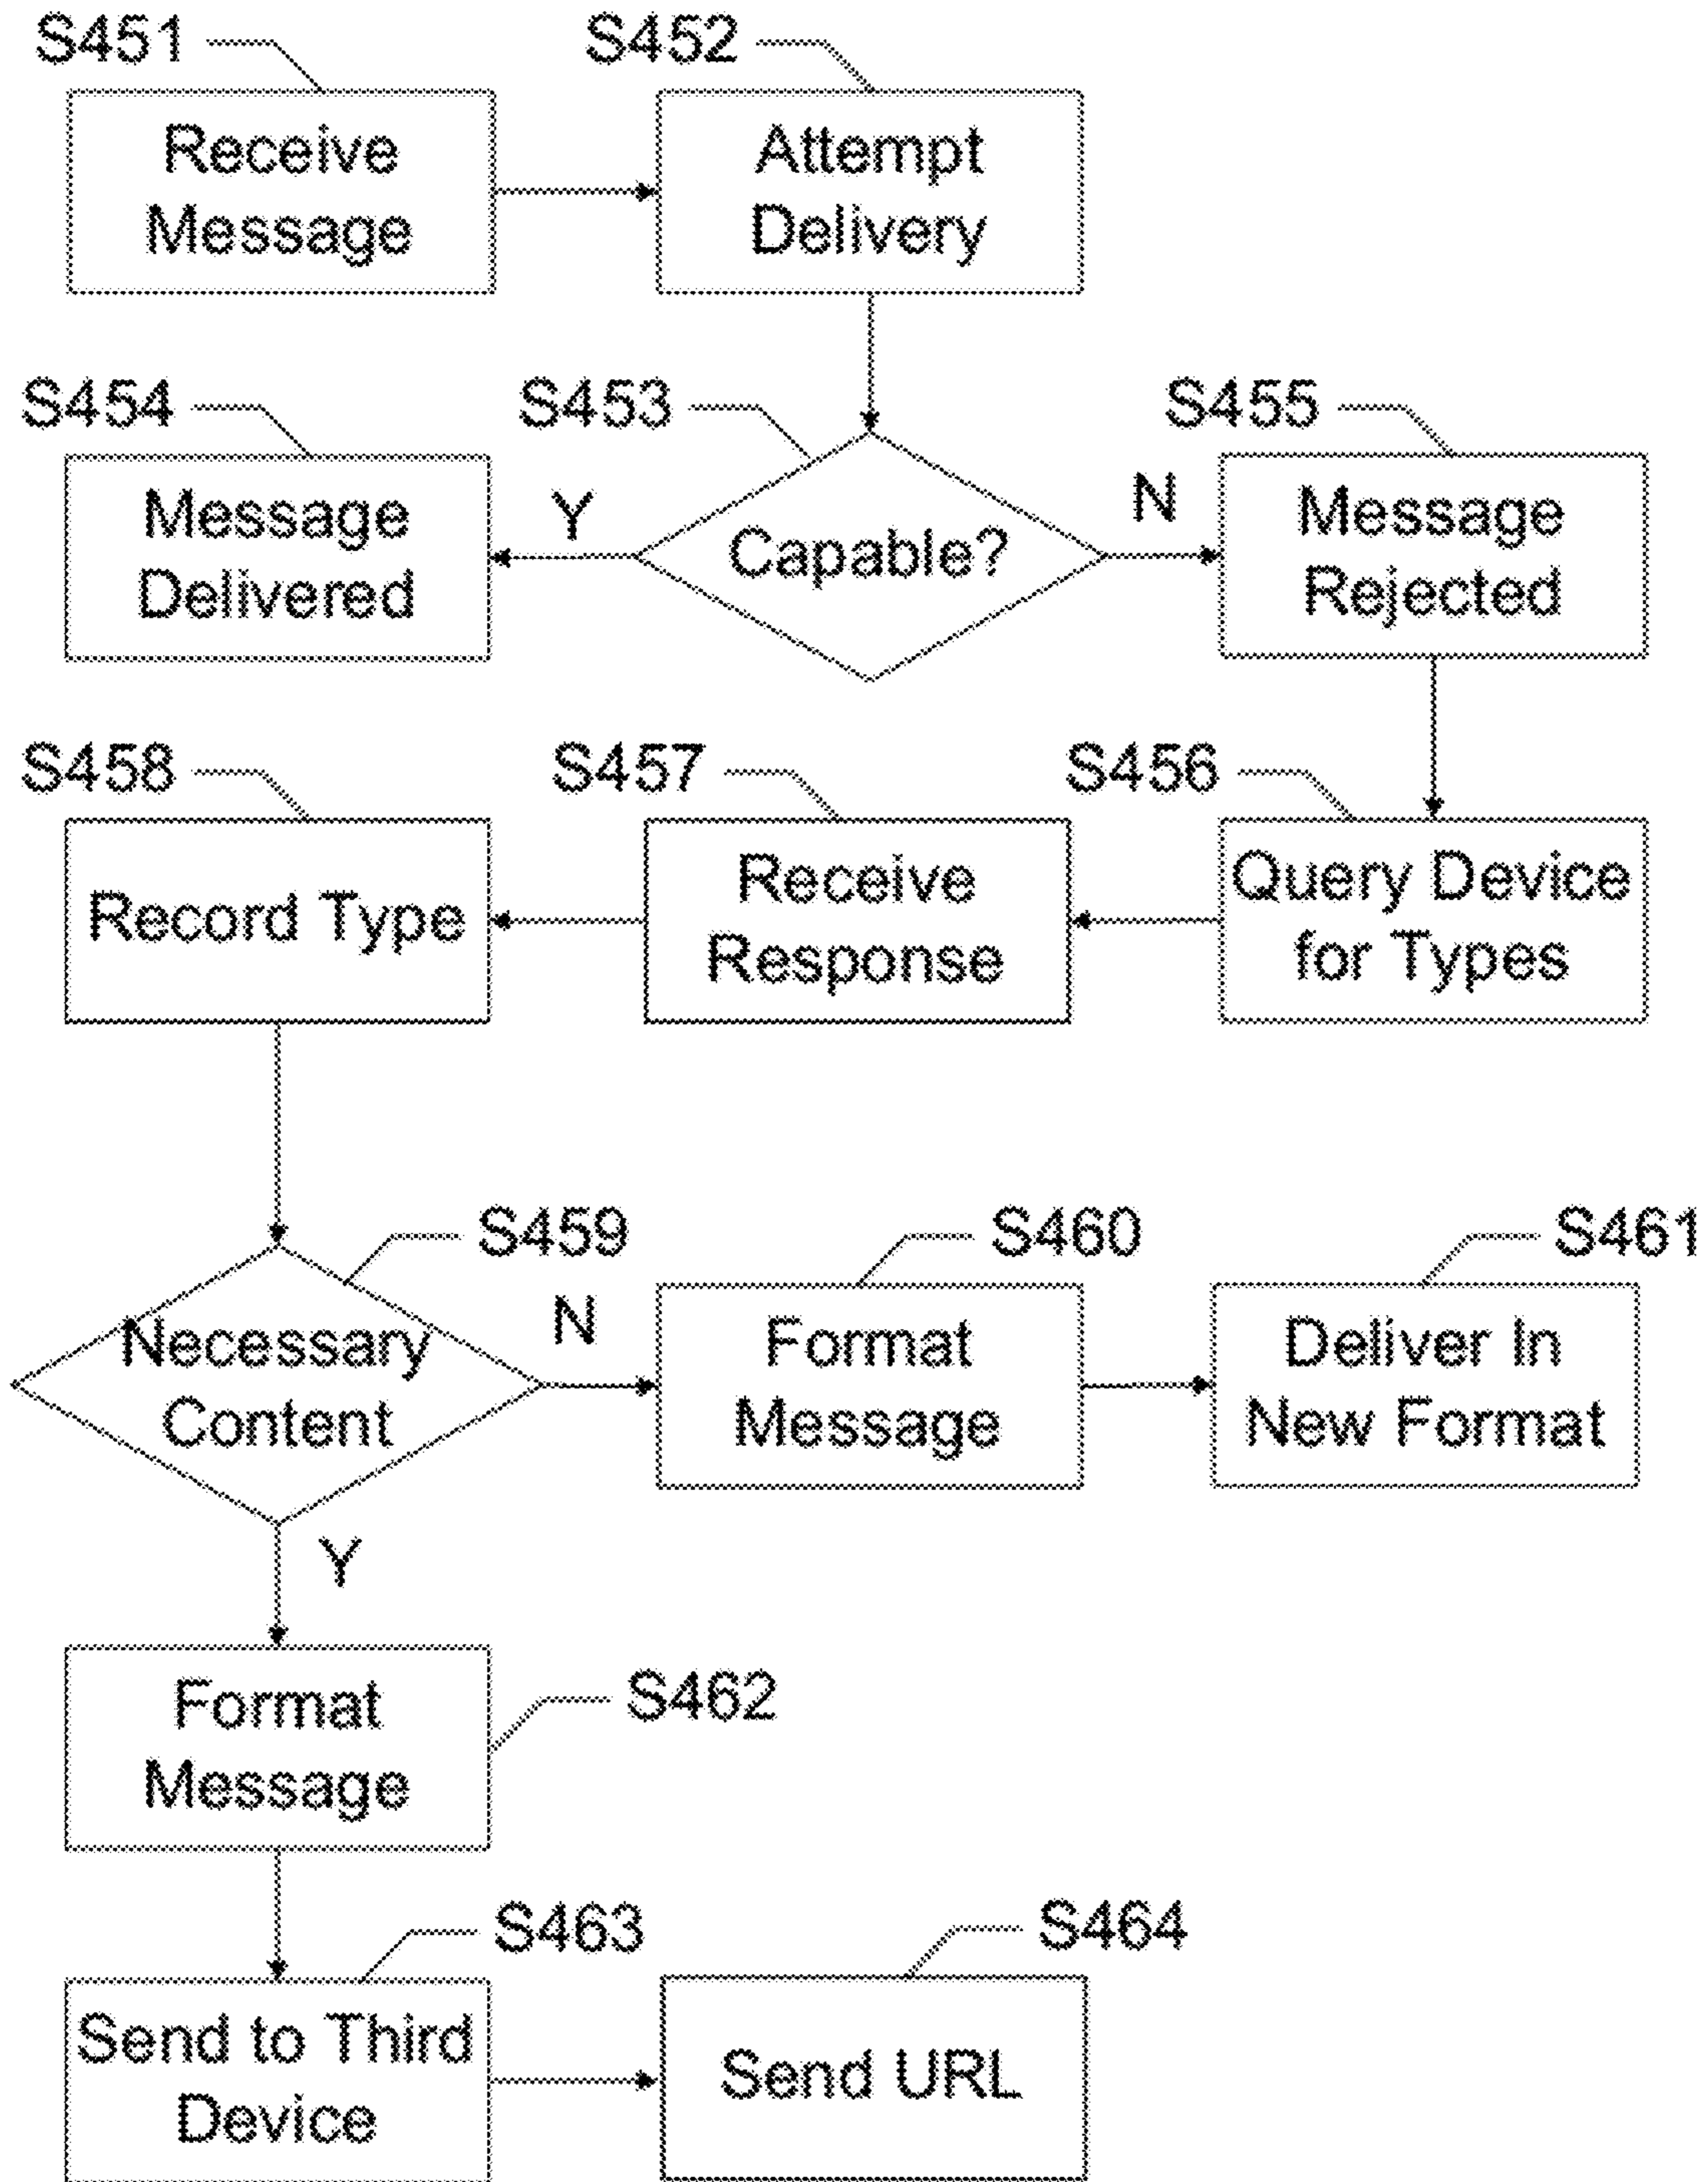 S451
S452
Receive
Message
Attempt
Delivery
S454
S453
S455
Message
Delivered
Y
Capable?
N
Message
Rejected
S458
S457
S456
Record Type
Receive
Response
Query Device
for Types
S459
S460
S461
Necessary
Content
N
Format
Message
Deliver In
New Format
Y
Format
Message
S462
S463
S464
Send to Third
Device
Send URL